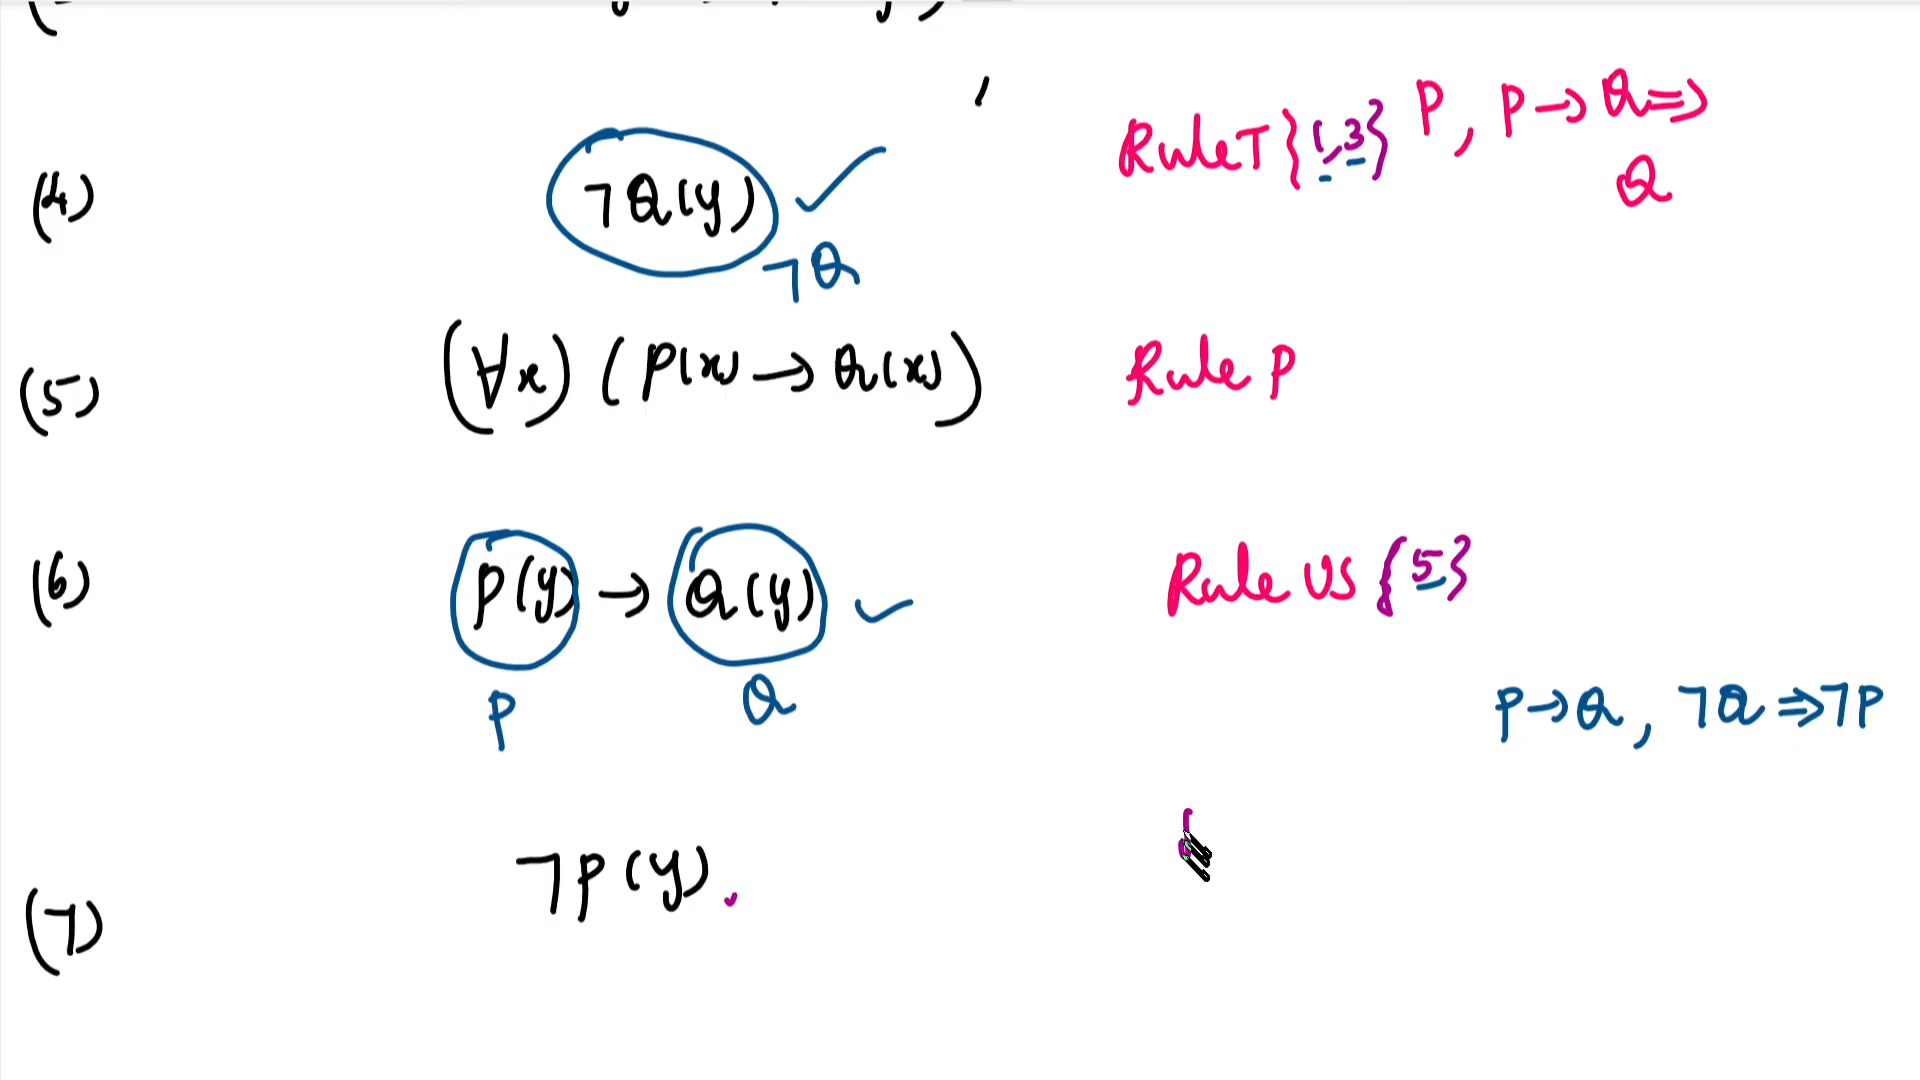 (4) ¬Q(y) ✓ Rule T {1,3} P, P → Q ⇒ Q
¬Q
(5) (∀x) (P(x) → Q(x)) Rule P
(6) P(y) → Q(y) ✓ Rule US {5}
P Q
P → Q, ¬Q ⇒ ¬P
(7) ¬P(y).